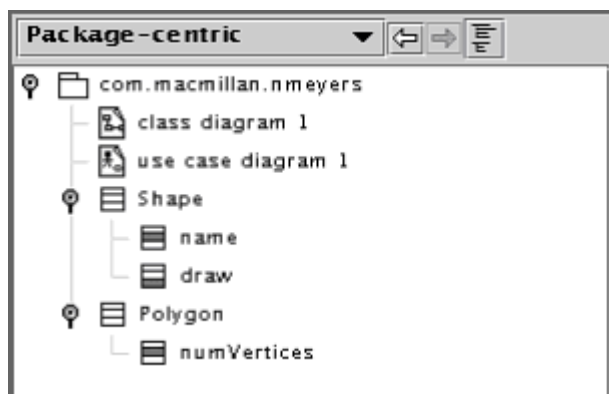 Package-centric
com.macmillan.nmeyers
class diagram 1
use case diagram 1
Shape
name
draw
Polygon
numVertices